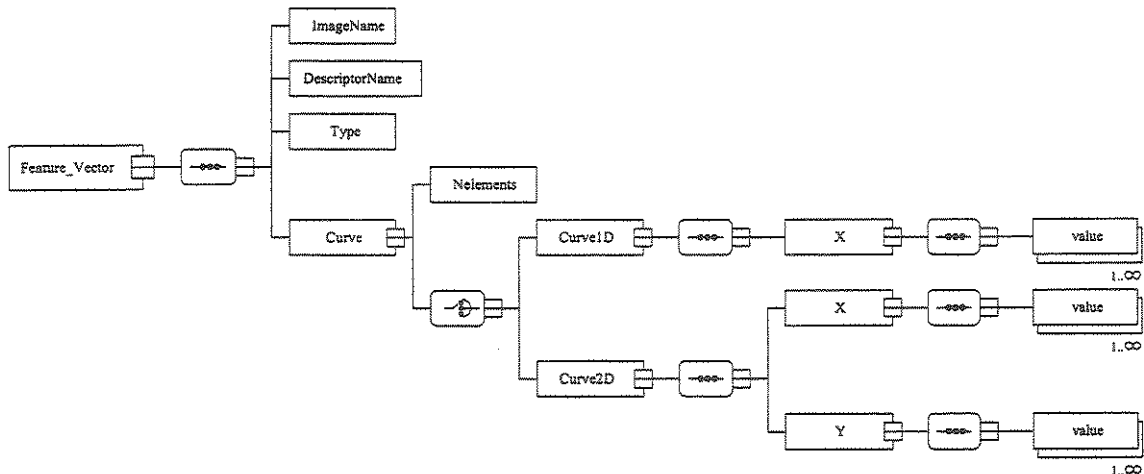 ImageName
DescriptorName
Type
Feature_Vector
Nelements
Curve
Curve1D
X
value
1..∞
X
value
1..∞
Curve2D
Y
value
1..∞